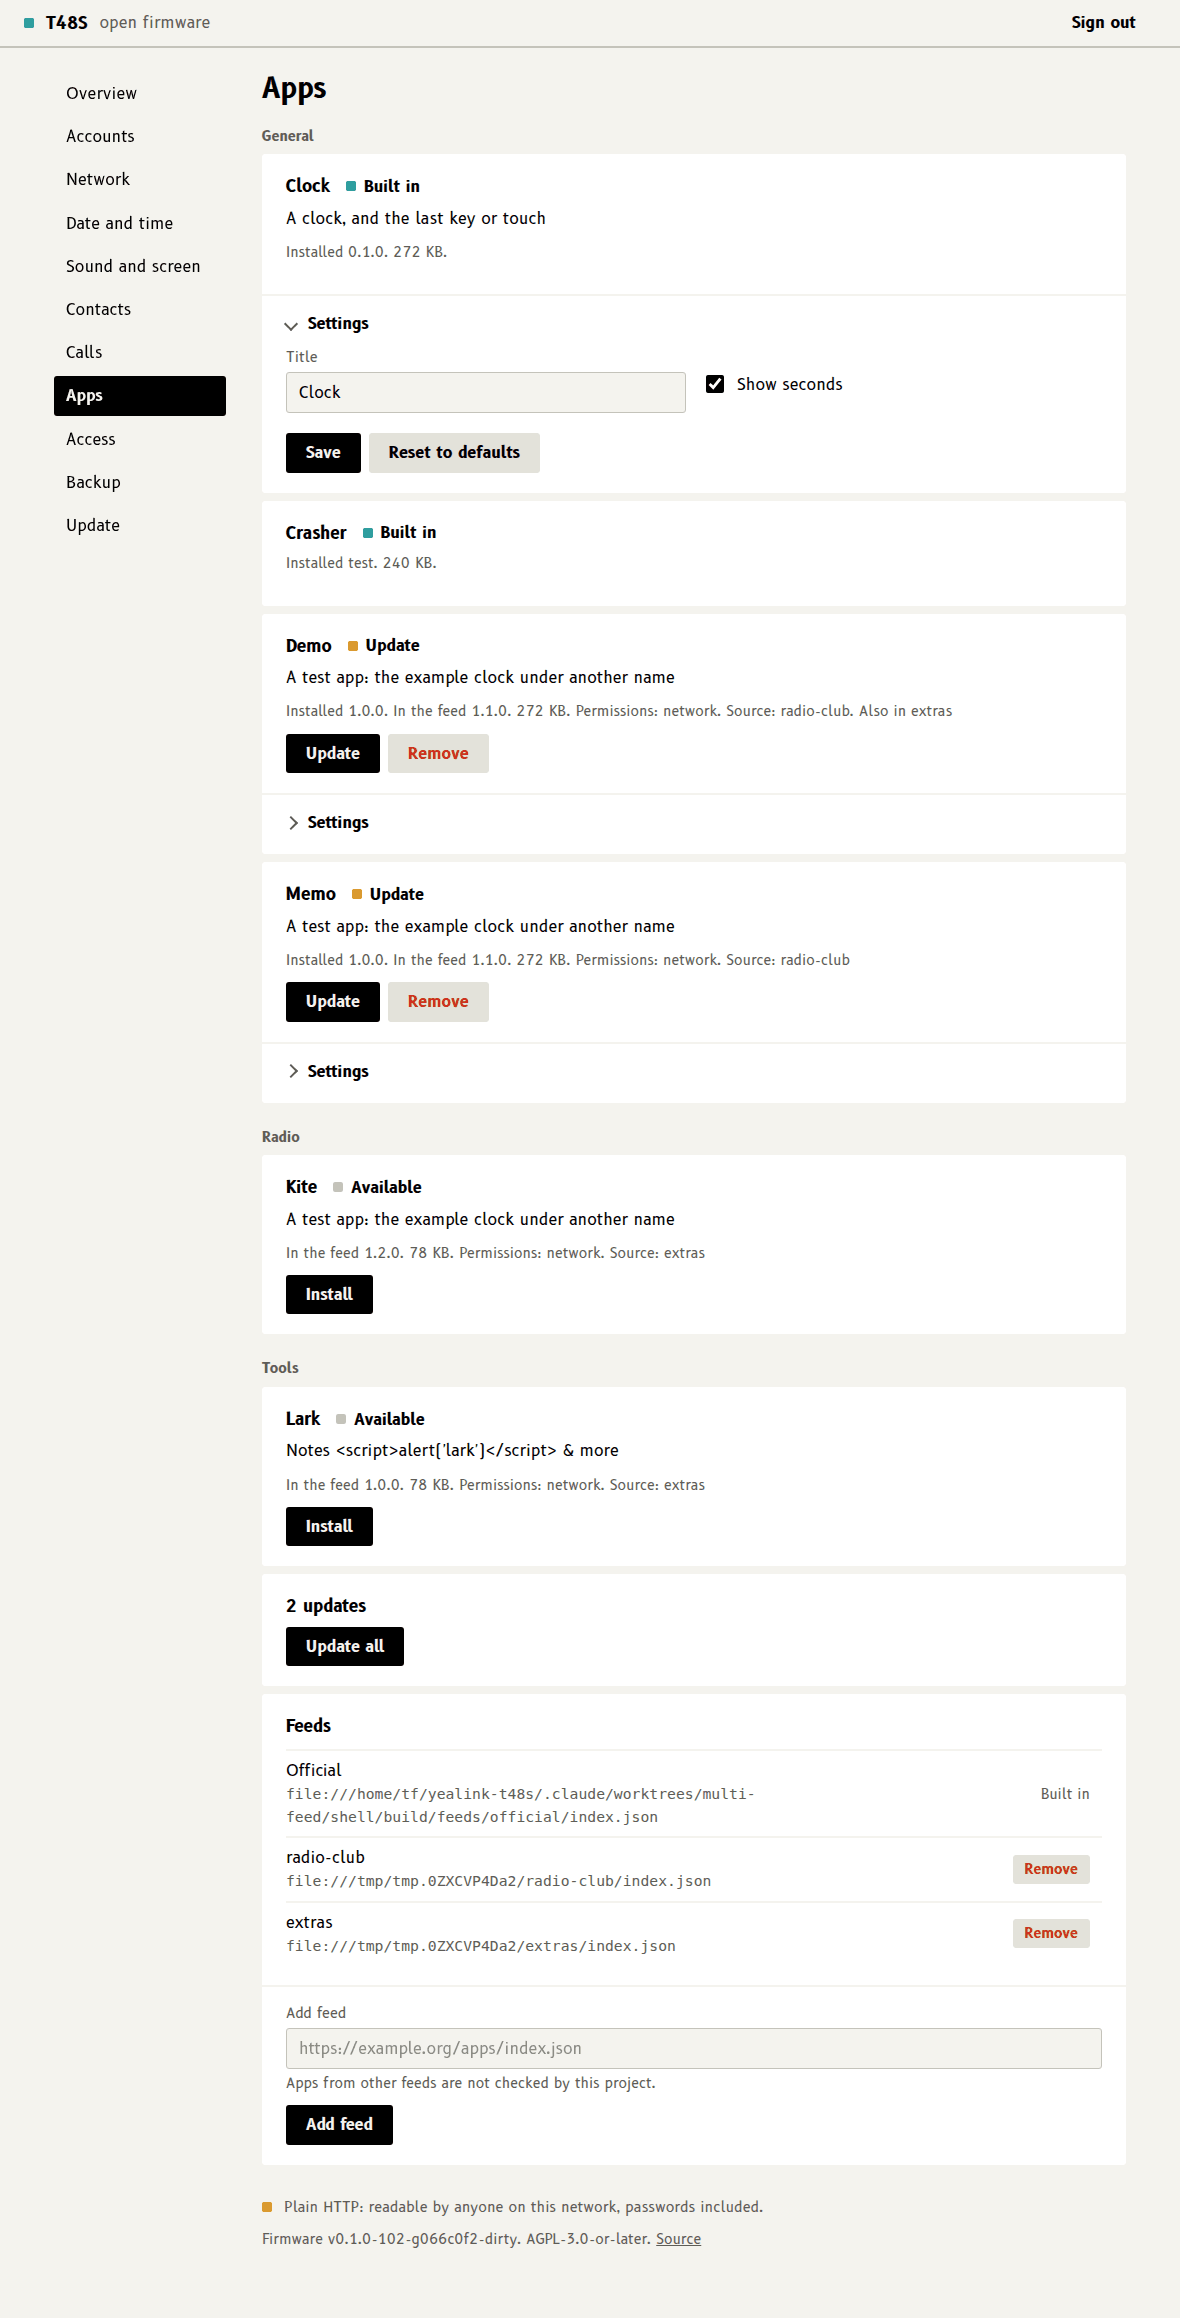 T48S open firmware
Sign out
Overview
Accounts
Network
Date and time
Sound and screen
Contacts
Calls
Apps
Access
Backup
Update
Apps
General
Clock Built in
A clock, and the last key or touch
Installed 0.1.0. 272 KB.
Settings
Title
Clock
Show seconds
Save
Reset to defaults
Crasher Built in
Installed test. 240 KB.
Demo Update
A test app: the example clock under another name
Installed 1.0.0. In the feed 1.1.0. 272 KB. Permissions: network. Source: radio-club. Also in extras
Update
Remove
Settings
Memo Update
A test app: the example clock under another name
Installed 1.0.0. In the feed 1.1.0. 272 KB. Permissions: network. Source: radio-club
Update
Remove
Settings
Radio
Kite Available
A test app: the example clock under another name
In the feed 1.2.0. 78 KB. Permissions: network. Source: extras
Install
Tools
Lark Available
Notes <script>alert('lark')</script> & more
In the feed 1.0.0. 78 KB. Permissions: network. Source: extras
Install
2 updates
Update all
Feeds
Official
file:///home/tf/yealink-t48s/.claude/worktrees/multi-
feed/shell/build/feeds/official/index.json
Built in
radio-club
file:///tmp/tmp.0ZXCVP4Da2/radio-club/index.json
Remove
extras
file:///tmp/tmp.0ZXCVP4Da2/extras/index.json
Remove
Add feed
https://example.org/apps/index.json
Apps from other feeds are not checked by this project.
Add feed
Plain HTTP: readable by anyone on this network, passwords included.
Firmware v0.1.0-102-g066c0f2-dirty. AGPL-3.0-or-later. Source